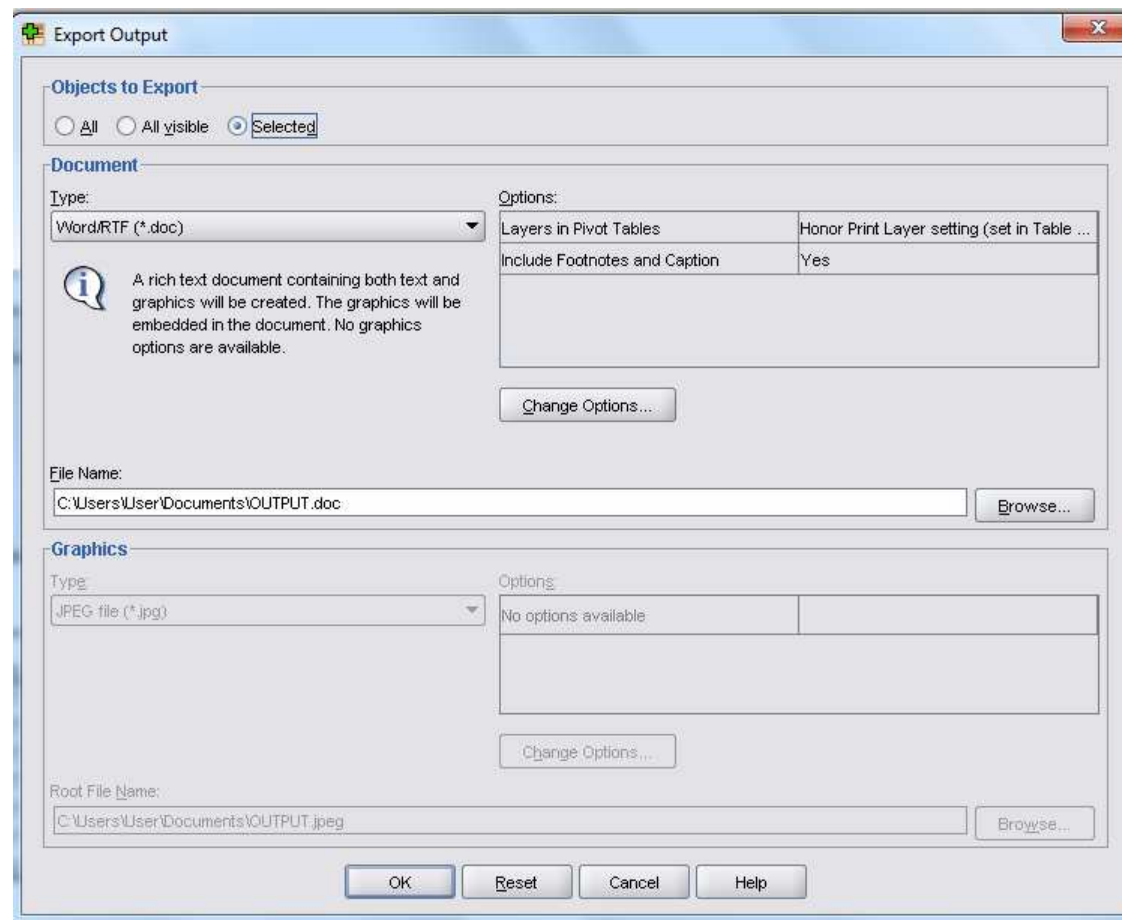 Export Output
Objects to Export
All All visible Selected
Document
Type:
Word/RTF (*.doc)
A rich text document containing both text and
graphics will be created. The graphics will be
embedded in the document. No graphics
options are available.
Options:
Layers in Pivot Tables Honor Print Layer setting (set in Table ...
Include Footnotes and Caption Yes
Change Options...
File Name:
C:\Users\User\Documents\OUTPUT.doc
Browse...
Graphics
Type:
JPEG file (*.jpg)
Options:
No options available
Change Options...
Root File Name:
C:\Users\User\Documents\OUTPUT.jpeg
Browse...
OK Reset Cancel Help